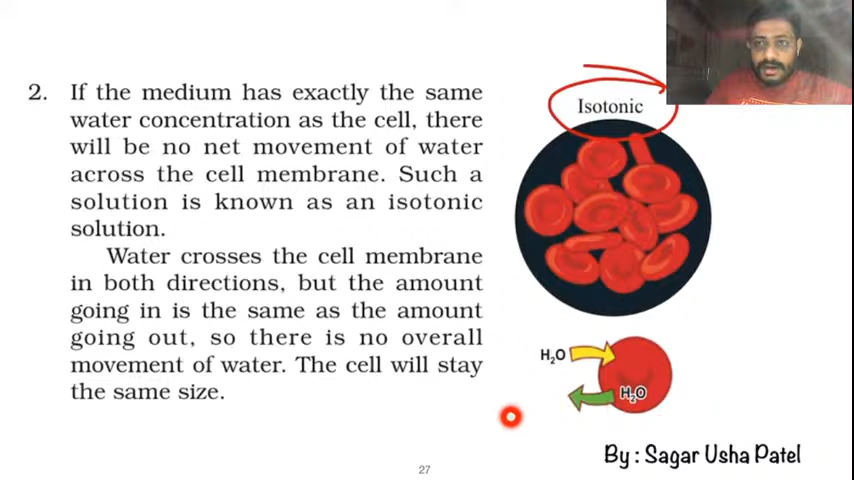 2. If the medium has exactly the same
water concentration as the cell, there
will be no net movement of water
across the cell membrane. Such a
solution is known as an isotonic
solution.
Water crosses the cell membrane
in both directions, but the amount
going in is the same as the amount
going out, so there is no overall
movement of water. The cell will stay
the same size.
Isotonic
H₂O
H₂O
By : Sagar Usha Patel
27